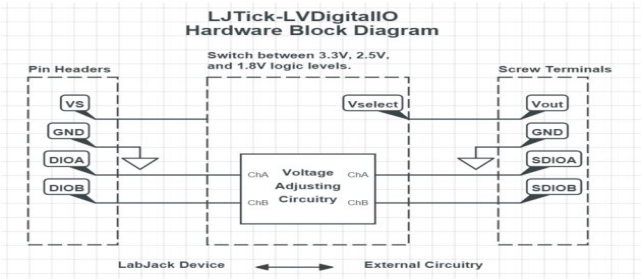 LJTick-LVDigitalIO
Hardware Block Diagram
Switch between 3.3V, 2.5V,
and 1.8V logic levels.
Pin Headers
Screw Terminals
VS
Vselect
Vout
GND
GND
DIOA
SDIOA
DIOB
SDIOB
ChA
Voltage
ChA
Adjusting
ChB
Circuitry
ChB
LabJack Device
External Circuitry